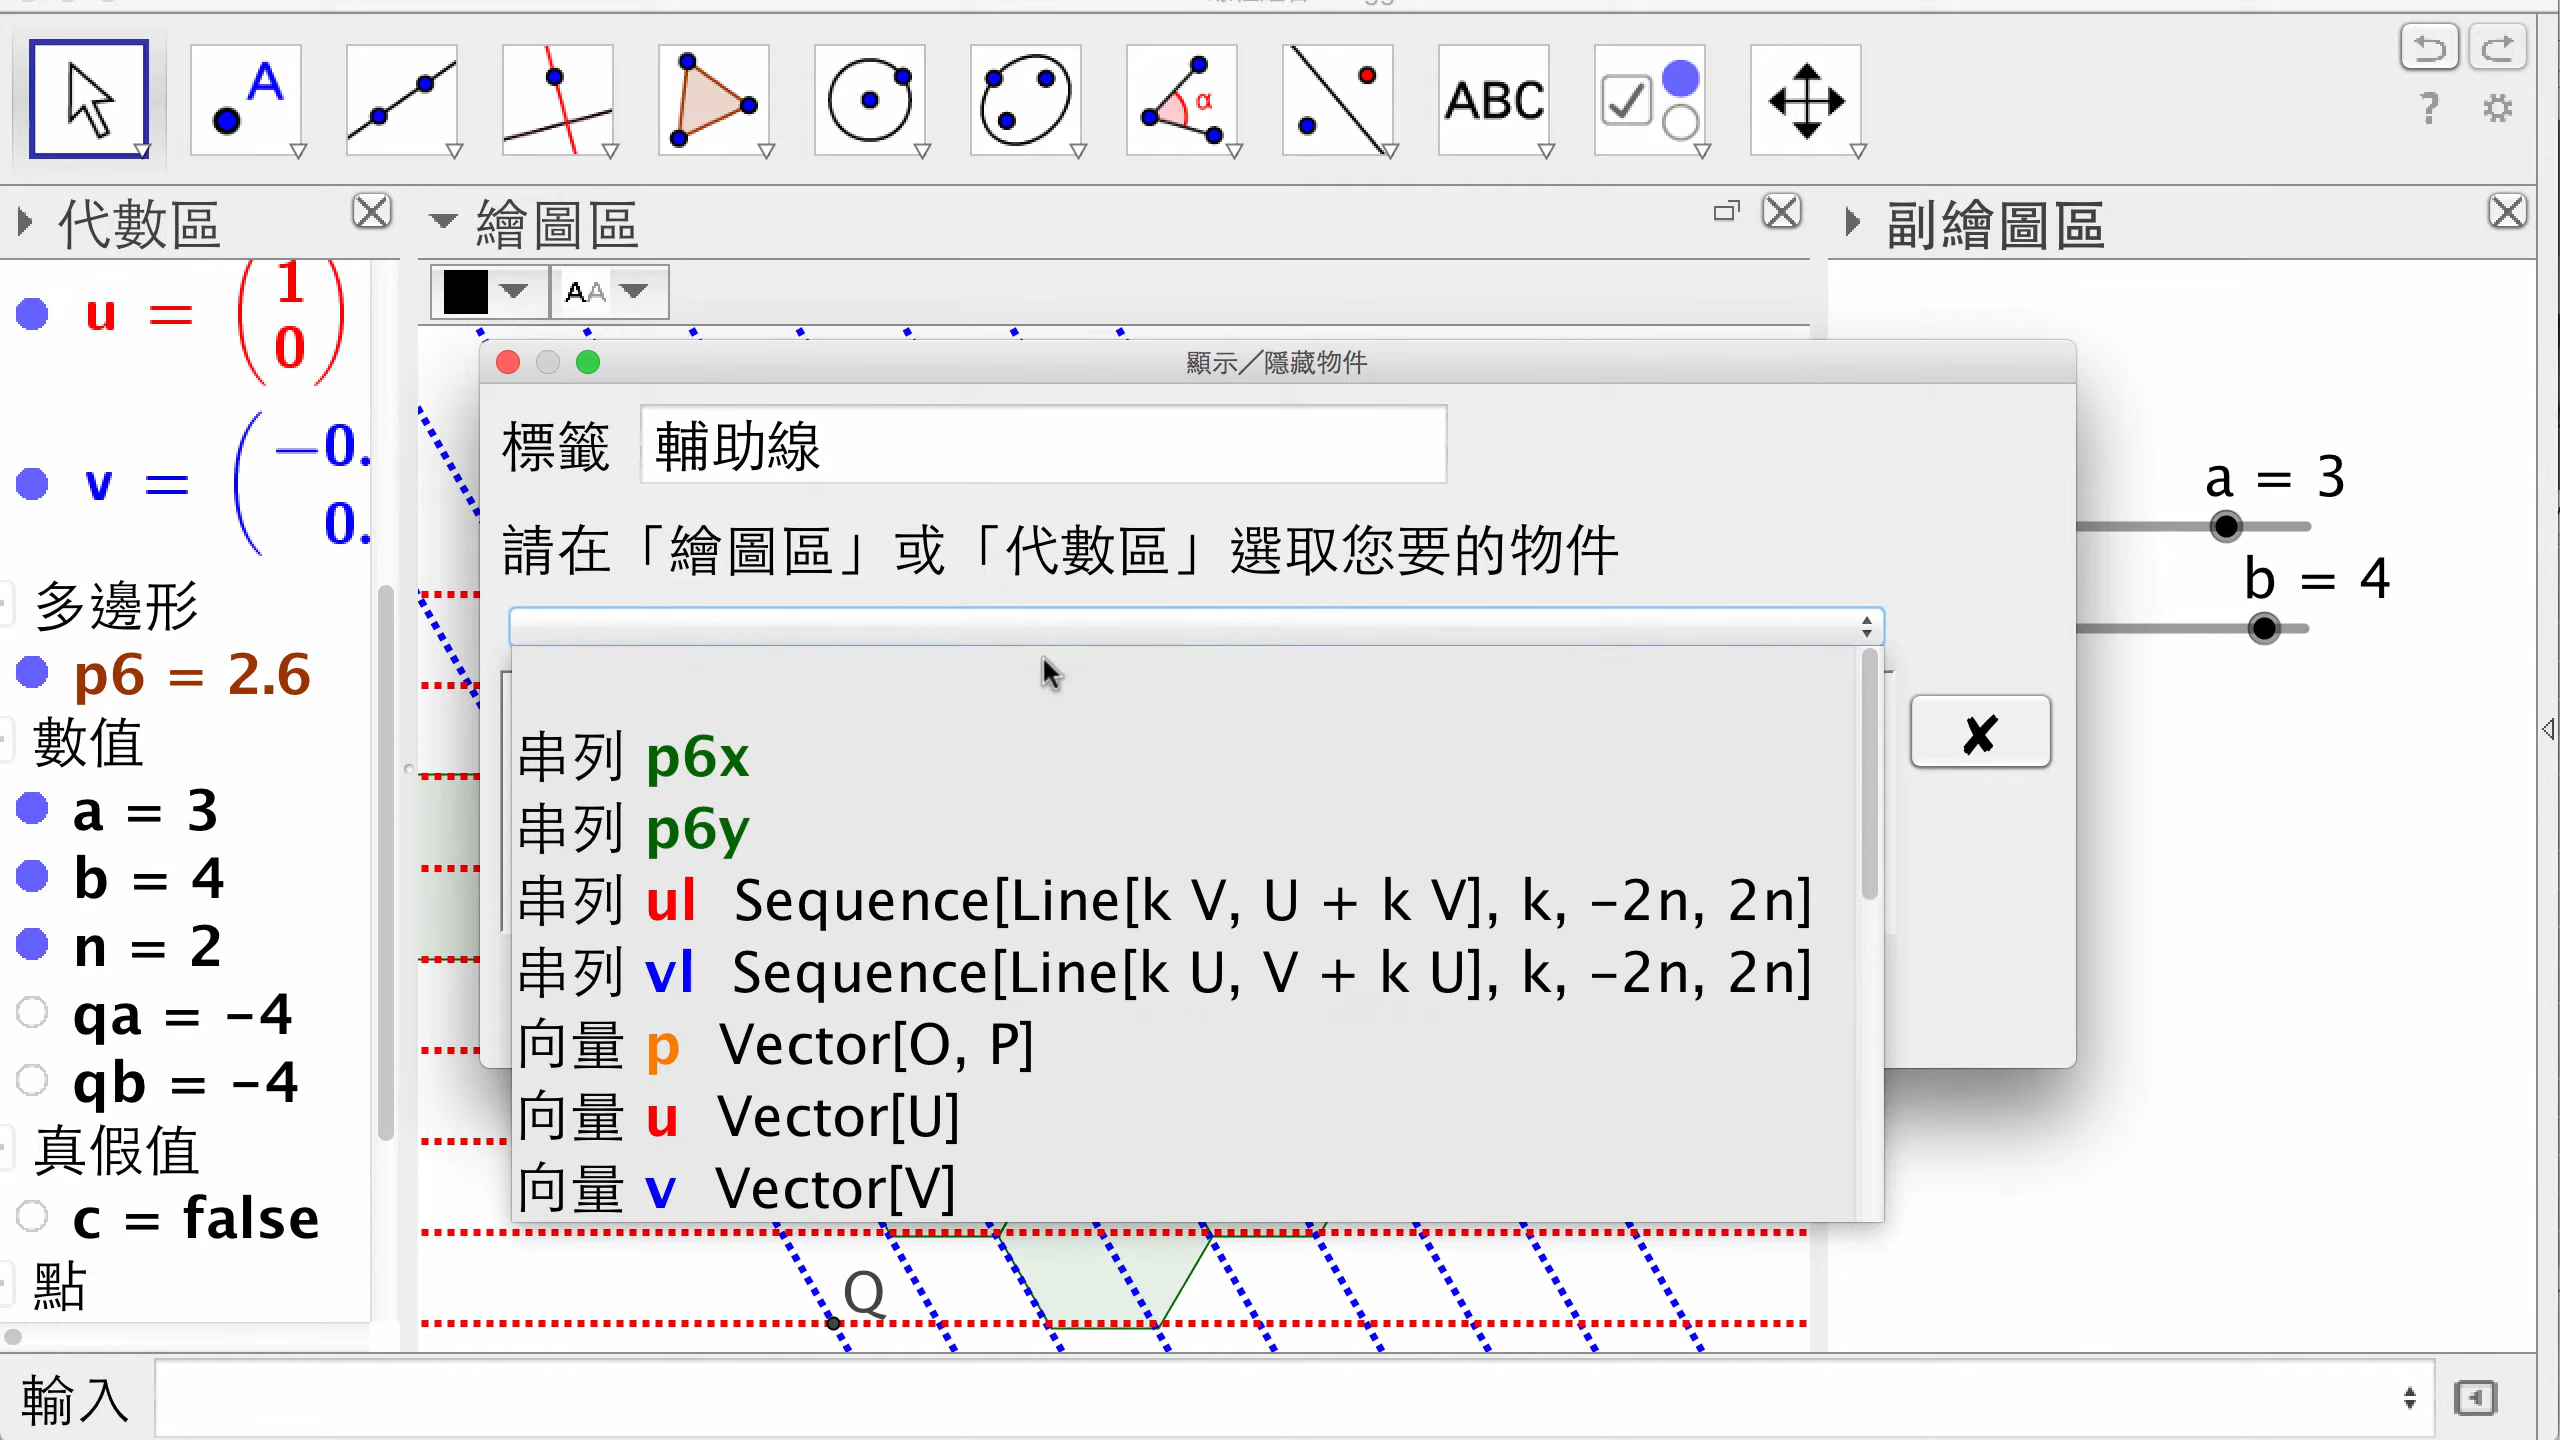 A
α
ABC
?
代數區
繪圖區
副繪圖區
AA
u = ( 1 0 )
v = ( −0. 0. )
多邊形
p6 = 2.6
數值
a = 3
b = 4
n = 2
qa = −4
qb = −4
真假值
c = false
點
顯示／隱藏物件
標籤 輔助線
請在「繪圖區」或「代數區」選取您要的物件
串列 p6x
串列 p6y
串列 ul Sequence[Line[k V, U + k V], k, −2n, 2n]
串列 vl Sequence[Line[k U, V + k U], k, −2n, 2n]
向量 p Vector[O, P]
向量 u Vector[U]
向量 v Vector[V]
a = 3
b = 4
Q
輸入